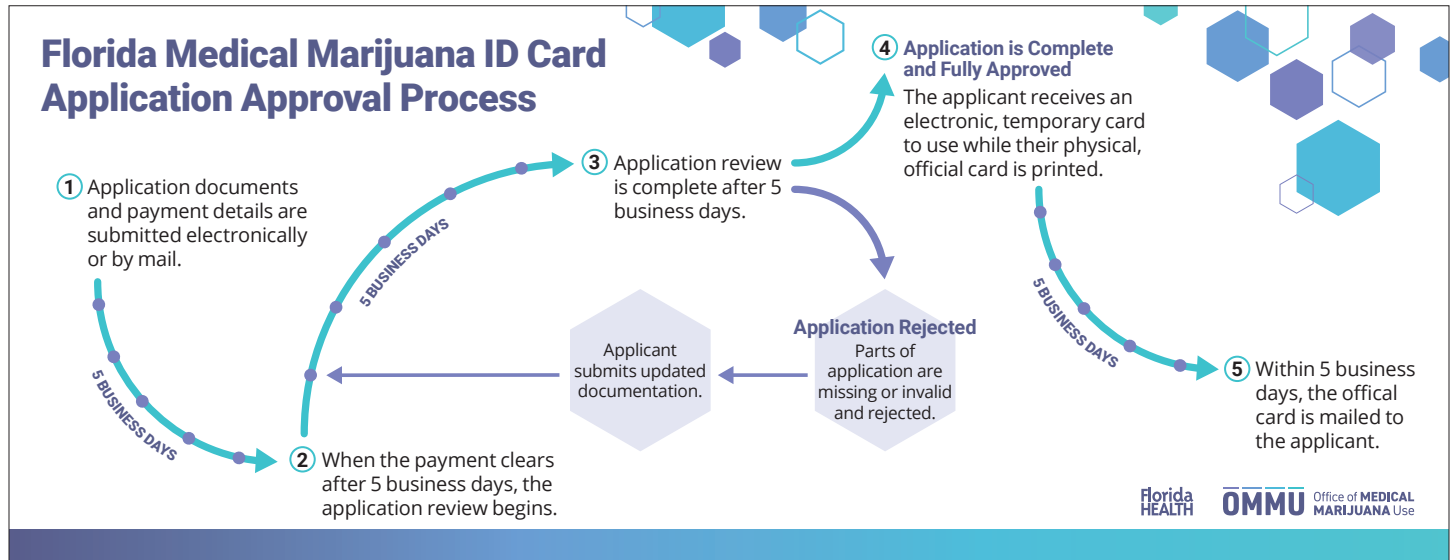 Florida Medical Marijuana ID Card
Application Approval Process
1 Application documents
and payment details are
submitted electronically
or by mail.
5 BUSINESS DAYS
2 When the payment clears
after 5 business days, the
application review begins.
5 BUSINESS DAYS
3 Application review
is complete after 5
business days.
4 Application is Complete
and Fully Approved
The applicant receives an
electronic, temporary card
to use while their physical,
official card is printed.
Application Rejected
Parts of
application are
missing or invalid
and rejected.
Applicant
submits updated
documentation.
5 BUSINESS DAYS
5 Within 5 business
days, the offical
card is mailed to
the applicant.
Florida
HEALTH
OMMU
Office of MEDICAL
MARIJUANA Use